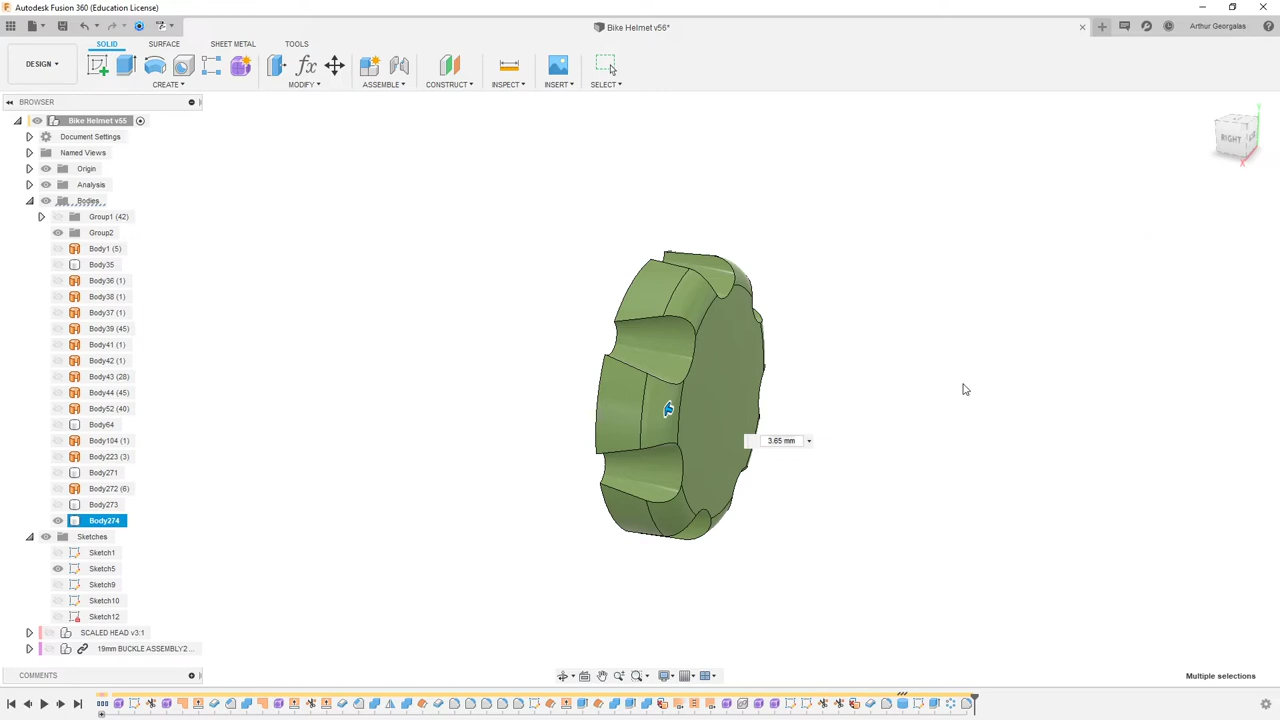 Autodesk Fusion 360 (Education License)
Bike Helmet v56*
Arthur Georgalas
DESIGN
SOLID
SURFACE
SHEET METAL
TOOLS
CREATE
MODIFY
ASSEMBLE
CONSTRUCT
INSPECT
INSERT
SELECT
BROWSER
Bike Helmet v55
Document Settings
Named Views
Origin
Analysis
Bodies
Group1 (42)
Group2
Body1 (5)
Body35
Body36 (1)
Body38 (1)
Body37 (1)
Body39 (45)
Body41 (1)
Body42 (1)
Body43 (28)
Body44 (45)
Body52 (40)
Body64
Body104 (1)
Body223 (3)
Body271
Body272 (6)
Body273
Body274
Sketches
Sketch1
Sketch5
Sketch9
Sketch10
Sketch12
SCALED HEAD v3:1
19mm BUCKLE ASSEMBLY2...
RIGHT
Y
X
3.65 mm
COMMENTS
Multiple selections